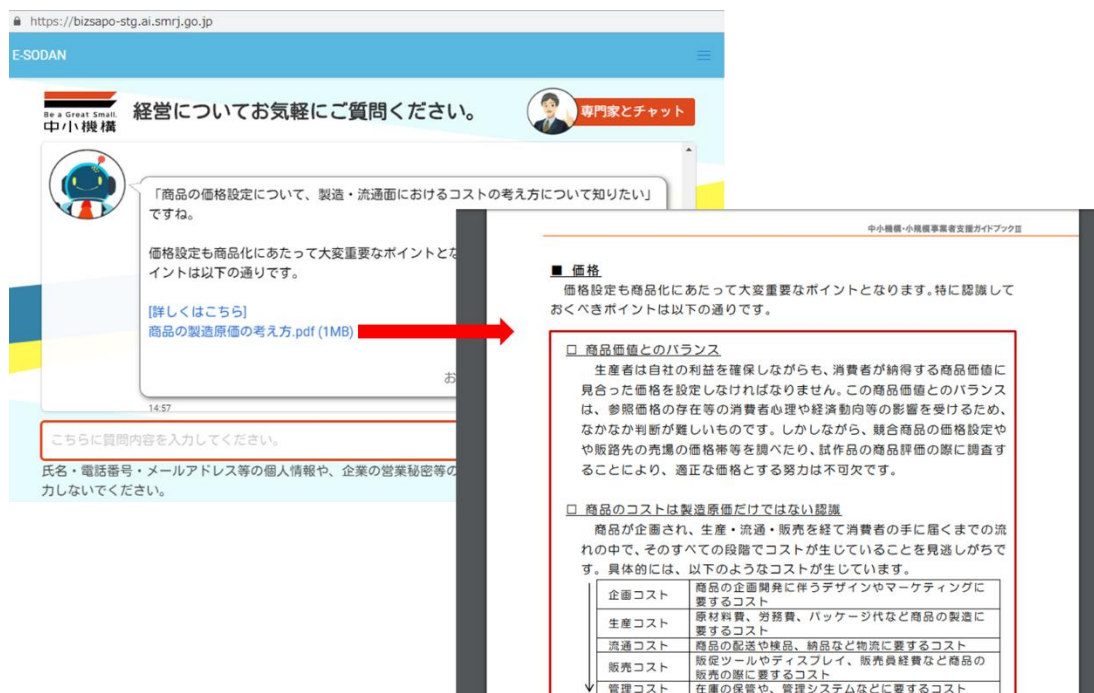 https://bizsapo-stg.ai.smrj.go.jp
E-SODAN
Be a Great Small.
中小機構
経営についてお気軽にご質問ください。
専門家とチャット
「商品の価格設定について、製造・流通面におけるコストの考え方について知りたい」
ですね。
価格設定も商品化にあたって大変重要なポイントとな
イントは以下の通りです。
[詳しくはこちら]
商品の製造原価の考え方.pdf (1MB)
お
14:57
こちらに質問内容を入力してください。
氏名・電話番号・メールアドレス等の個人情報や、企業の営業秘密等の
力しないでください。
中小機構・小規模事業者支援ガイドブックⅢ
■ 価格
価格設定も商品化にあたって大変重要なポイントとなります。特に認識して
おくべきポイントは以下の通りです。
□ 商品価値とのバランス
生産者は自社の利益を確保しながらも、消費者が納得する商品価値に
見合った価格を設定しなければなりません。この商品価値とのバランス
は、参照価格の存在等の消費者心理や経済動向等の影響を受けるため、
なかなか判断が難しいものです。しかしながら、競合商品の価格設定や
や販路先の売場の価格帯等を調べたり、試作品の商品評価の際に調査す
ることにより、適正な価格とする努力は不可欠です。
□ 商品のコストは製造原価だけではない認識
商品が企画され、生産・流通・販売を経て消費者の手に届くまでの流
れの中で、そのすべての段階でコストが生じていることを見逃しがちで
す。具体的には、以下のようなコストが生じています。
企画コスト 商品の企画開発に伴うデザインやマーケティングに
要するコスト
生産コスト 原材料費、労務費、パッケージ代など商品の製造に
要するコスト
流通コスト 商品の配送や検品、納品など物流に要するコスト
販売コスト 販促ツールやディスプレイ、販売員経費など商品の
販売の際に要するコスト
管理コスト 在庫の保管や、管理システムなどに要するコスト